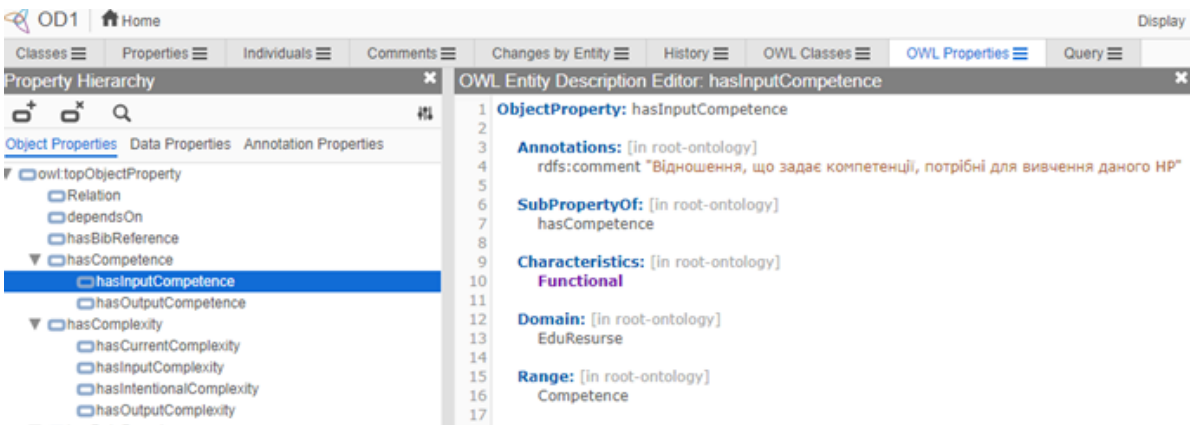 OD1 Home Display
Classes Properties Individuals Comments Changes by Entity History OWL Classes OWL Properties Query
Property Hierarchy
Object Properties Data Properties Annotation Properties
owl:topObjectProperty
Relation
dependsOn
hasBibReference
hasCompetence
hasInputCompetence
hasOutputCompetence
hasComplexity
hasCurrentComplexity
hasInputComplexity
hasIntentionalComplexity
hasOutputComplexity
OWL Entity Description Editor: hasInputCompetence
1 ObjectProperty: hasInputCompetence
2
3 Annotations: [in root-ontology]
4 rdfs:comment "Відношення, що задає компетенції, потрібні для вивчення даного НР"
5
6 SubPropertyOf: [in root-ontology]
7 hasCompetence
8
9 Characteristics: [in root-ontology]
10 Functional
11
12 Domain: [in root-ontology]
13 EduResurse
14
15 Range: [in root-ontology]
16 Competence
17